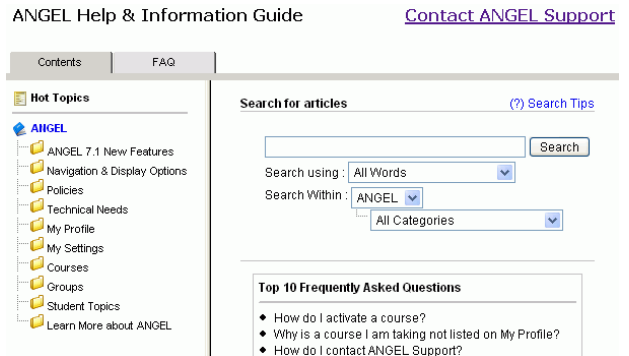 ANGEL Help & Information Guide
Contact ANGEL Support
Contents
FAQ
Hot Topics
ANGEL
ANGEL 7.1 New Features
Navigation & Display Options
Policies
Technical Needs
My Profile
My Settings
Courses
Groups
Student Topics
Learn More about ANGEL
Search for articles
(?) Search Tips
Search
Search using : All Words
Search Within : ANGEL
All Categories
Top 10 Frequently Asked Questions
How do I activate a course?
Why is a course I am taking not listed on My Profile?
How do I contact ANGEL Support?